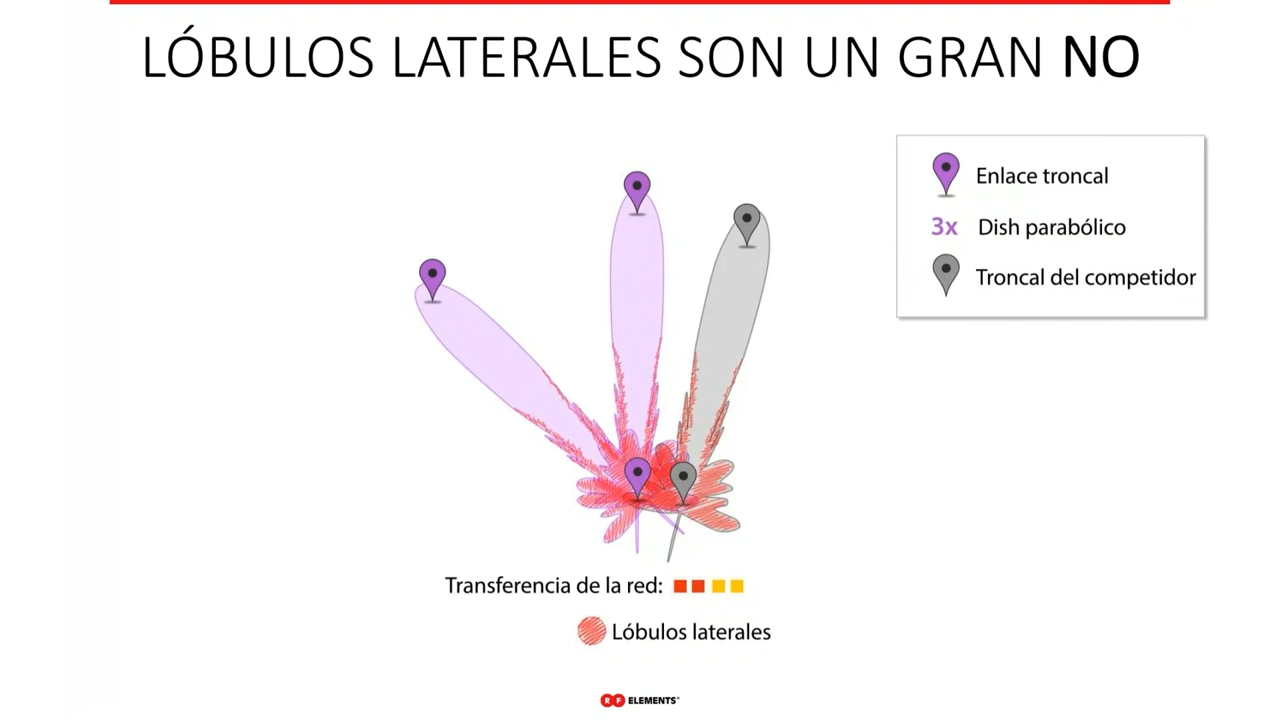 LÓBULOS LATERALES SON UN GRAN NO
Enlace troncal
3x Dish parabólico
Troncal del competidor
Transferencia de la red:
Lóbulos laterales
RF ELEMENTS